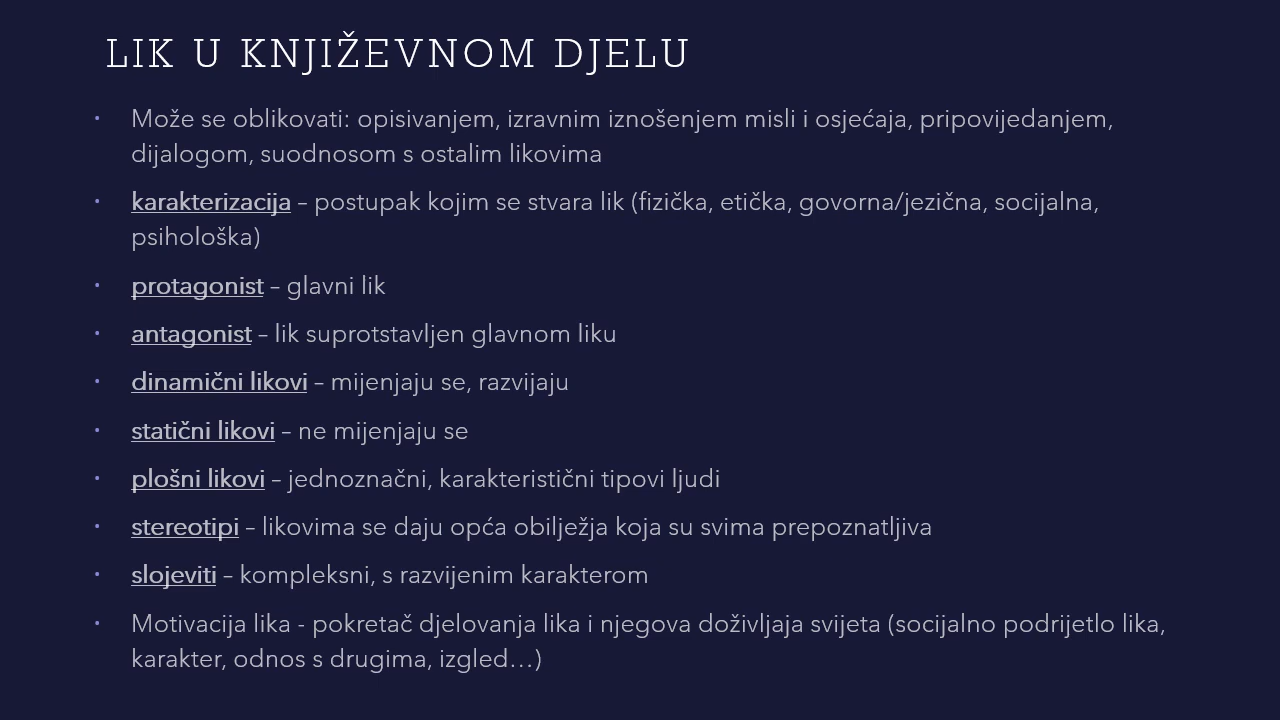 LIK U KNJIŽEVNOM DJELU
• Može se oblikovati: opisivanjem, izravnim iznošenjem misli i osjećaja, pripovijedanjem,
dijalogom, suodnosom s ostalim likovima
• karakterizacija – postupak kojim se stvara lik (fizička, etička, govorna/jezična, socijalna,
psihološka)
• protagonist – glavni lik
• antagonist – lik suprotstavljen glavnom liku
• dinamični likovi – mijenjaju se, razvijaju
• statični likovi – ne mijenjaju se
• plošni likovi – jednoznačni, karakteristični tipovi ljudi
• stereotipi – likovima se daju opća obilježja koja su svima prepoznatljiva
• slojeviti – kompleksni, s razvijenim karakterom
• Motivacija lika - pokretač djelovanja lika i njegova doživljaja svijeta (socijalno podrijetlo lika,
karakter, odnos s drugima, izgled…)